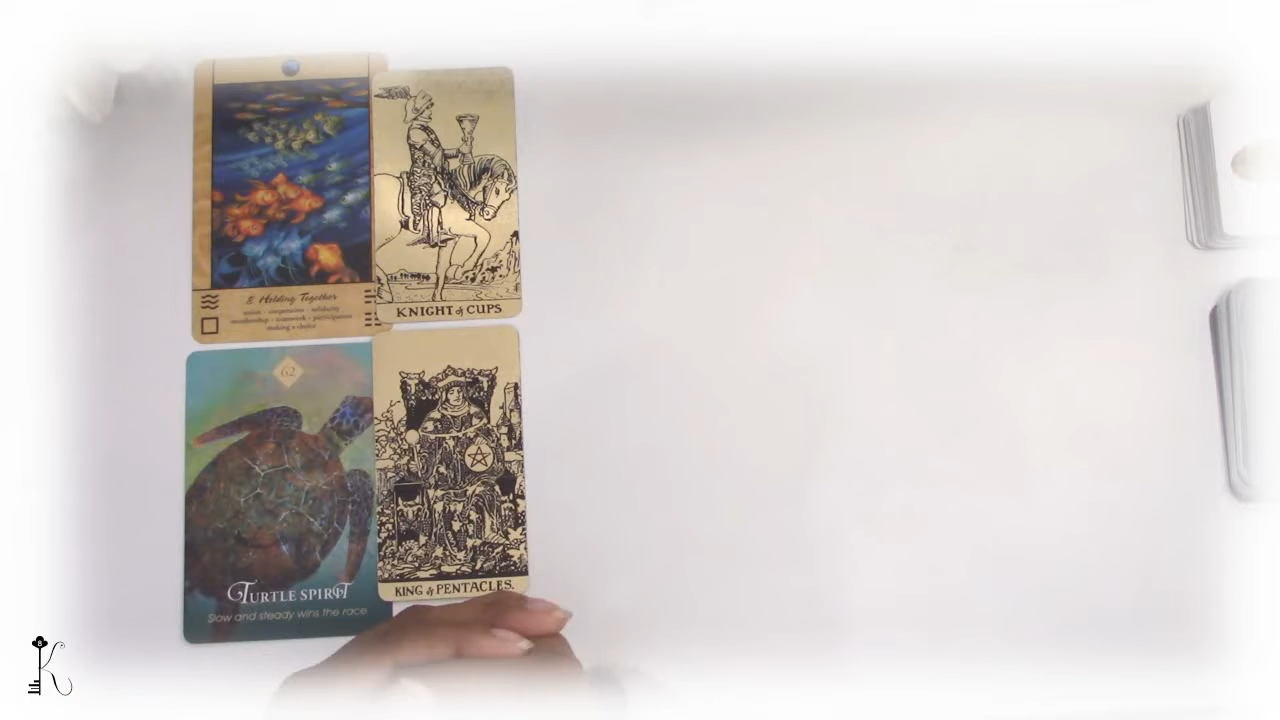 8 Holding Together
union - cooperation - solidarity
membership - teamwork - participation
making a choice
KNIGHT of CUPS
62
TURTLE SPIRIT
Slow and steady wins the race
KING of PENTACLES.
K